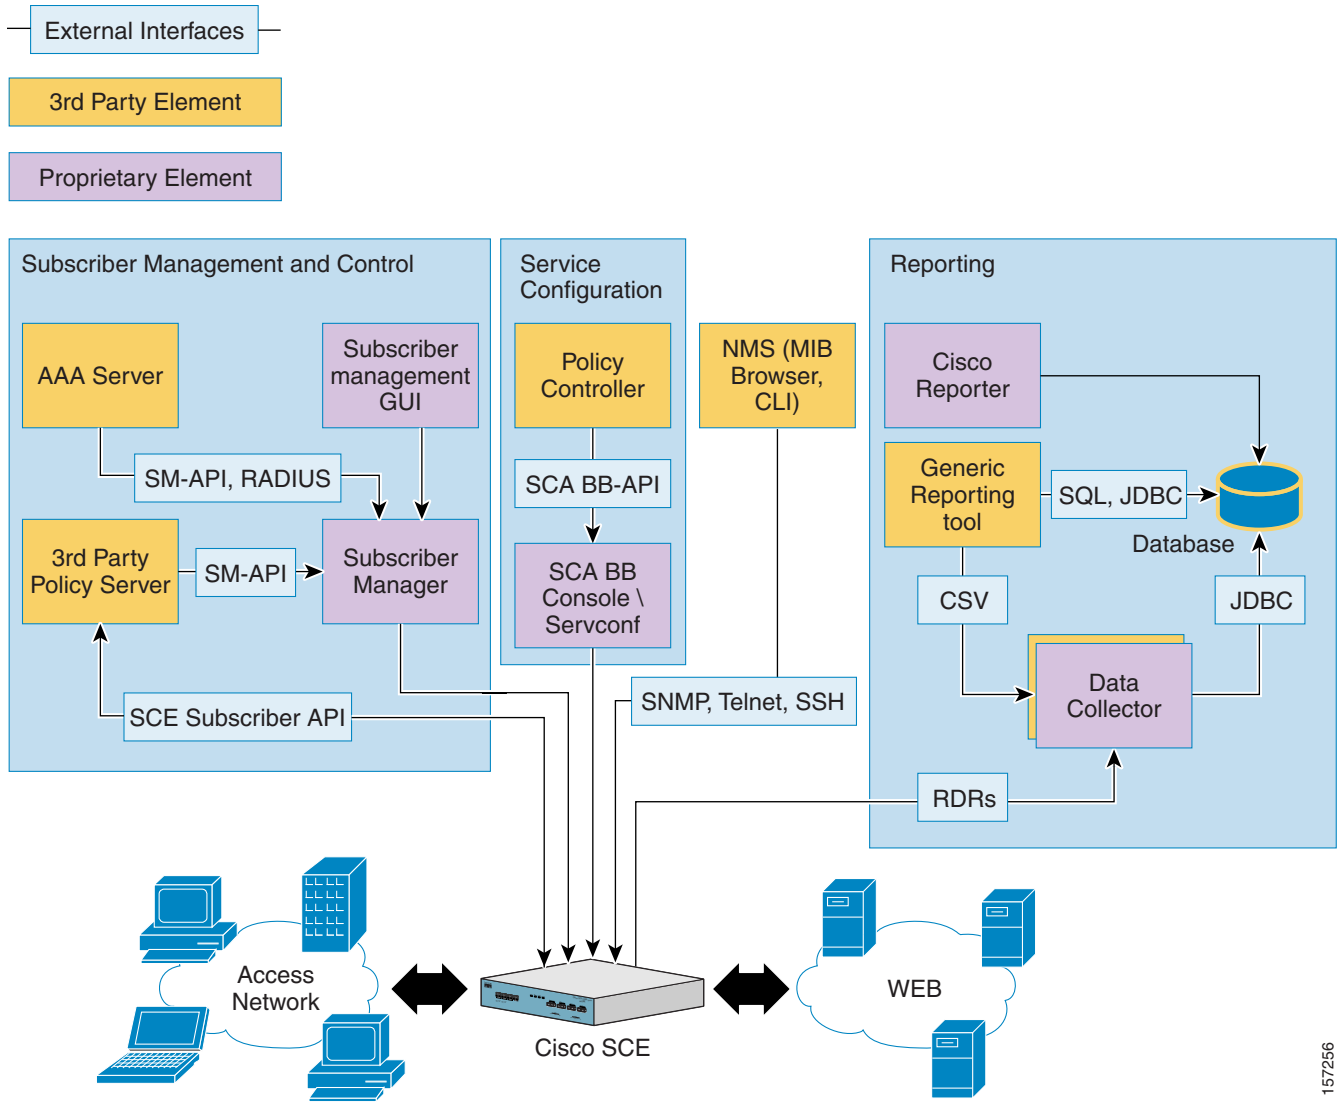 External Interfaces
3rd Party Element
Proprietary Element
Subscriber Management and Control
AAA Server
Subscriber
management
GUI
SM-API, RADIUS
3rd Party
Policy Server
SM-API
Subscriber
Manager
SCE Subscriber API
Service
Configuration
Policy
Controller
SCA BB-API
SCA BB
Console \
Servconf
NMS (MIB
Browser,
CLI)
SNMP, Telnet, SSH
Reporting
Cisco
Reporter
Generic
Reporting
tool
SQL, JDBC
Database
CSV
JDBC
Data
Collector
RDRs
Access
Network
Cisco SCE
WEB
157256